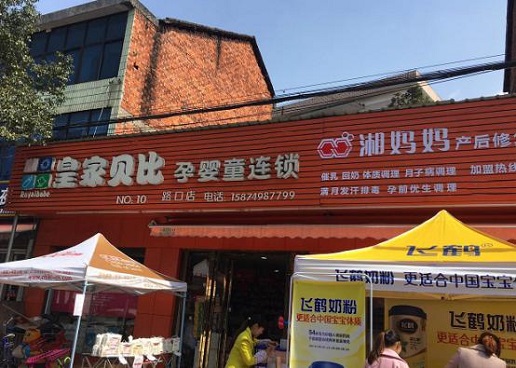 皇家贝比 孕婴童连锁
Royalbabe
NO.10 路口店 电话 15874987799
湘妈妈 产后修
催乳 回奶 体质调理 月子病调理 加盟热线
满月发汗排毒 孕前优生调理
飞鹤
飞鹤奶粉 更适合中国宝宝
飞鹤奶粉
更适合中国宝宝体质
飞鹤奶粉
更适合中国宝宝